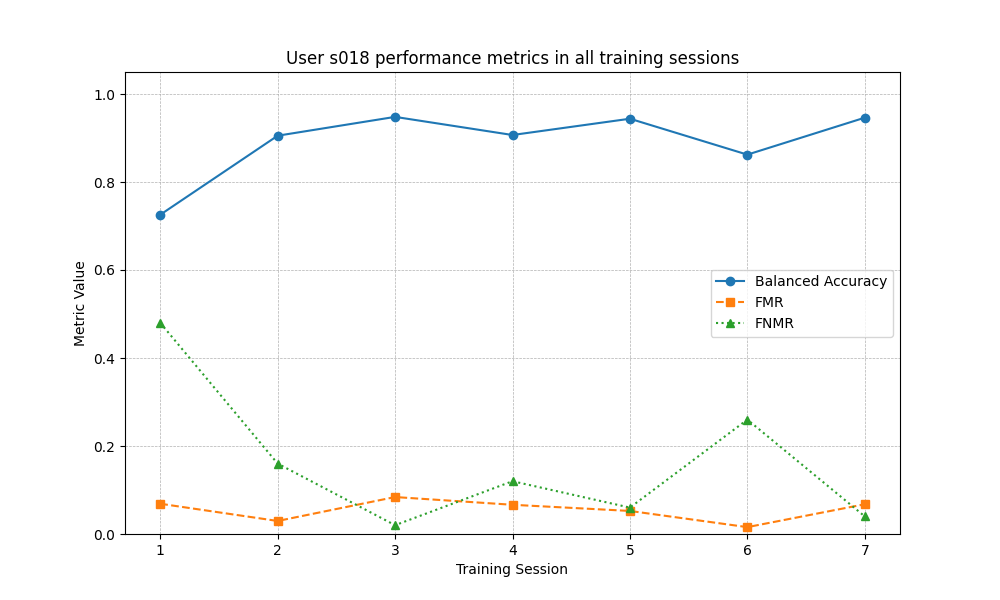 User s018 performance metrics in all training sessions
1.0
0.8
0.6
0.4
0.2
0.0
Metric Value
Balanced Accuracy
FMR
FNMR
1 2 3 4 5 6 7
Training Session